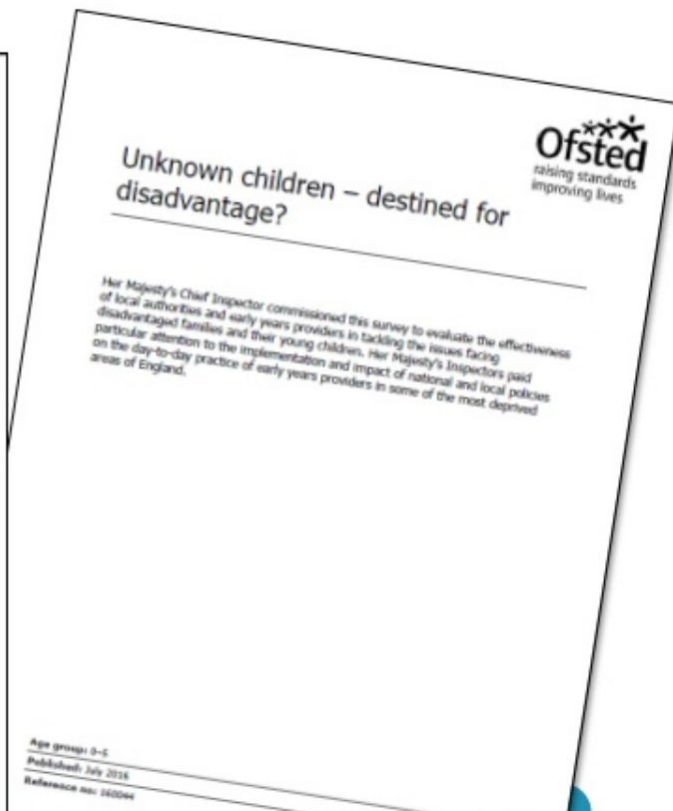 Ofsted
raising standards
improving lives
Unknown children – destined for
disadvantage?
Her Majesty's Chief Inspector commissioned this survey to evaluate the effectiveness
of local authorities and early years providers in tackling the issues facing
disadvantaged families and their young children. Her Majesty's Inspectors paid
particular attention to the implementation and impact of national and local policies
on the day-to-day practice of early years providers in some of the most deprived
areas of England.
Age group: 0–5
Published: July 2016
Reference no: 160044